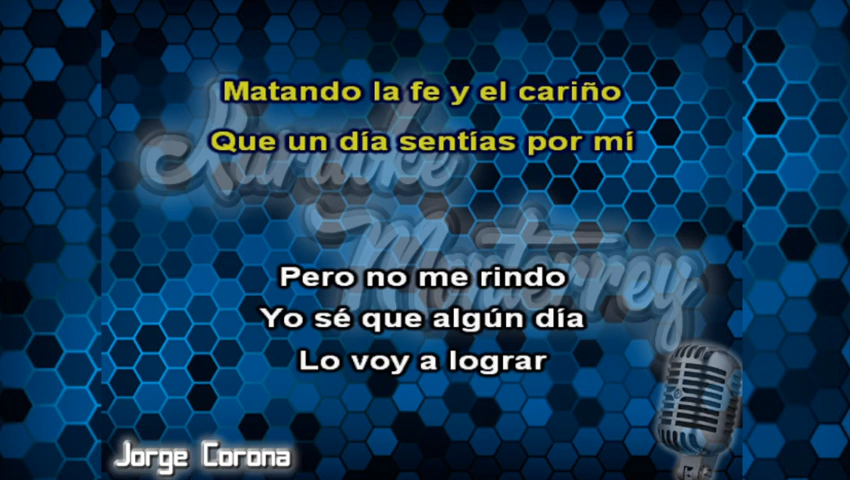 Matando la fe y el cariño
Que un día sentías por mí
Karaoke
Monterrey
Pero no me rindo
Yo sé que algún día
Lo voy a lograr
Jorge Corona